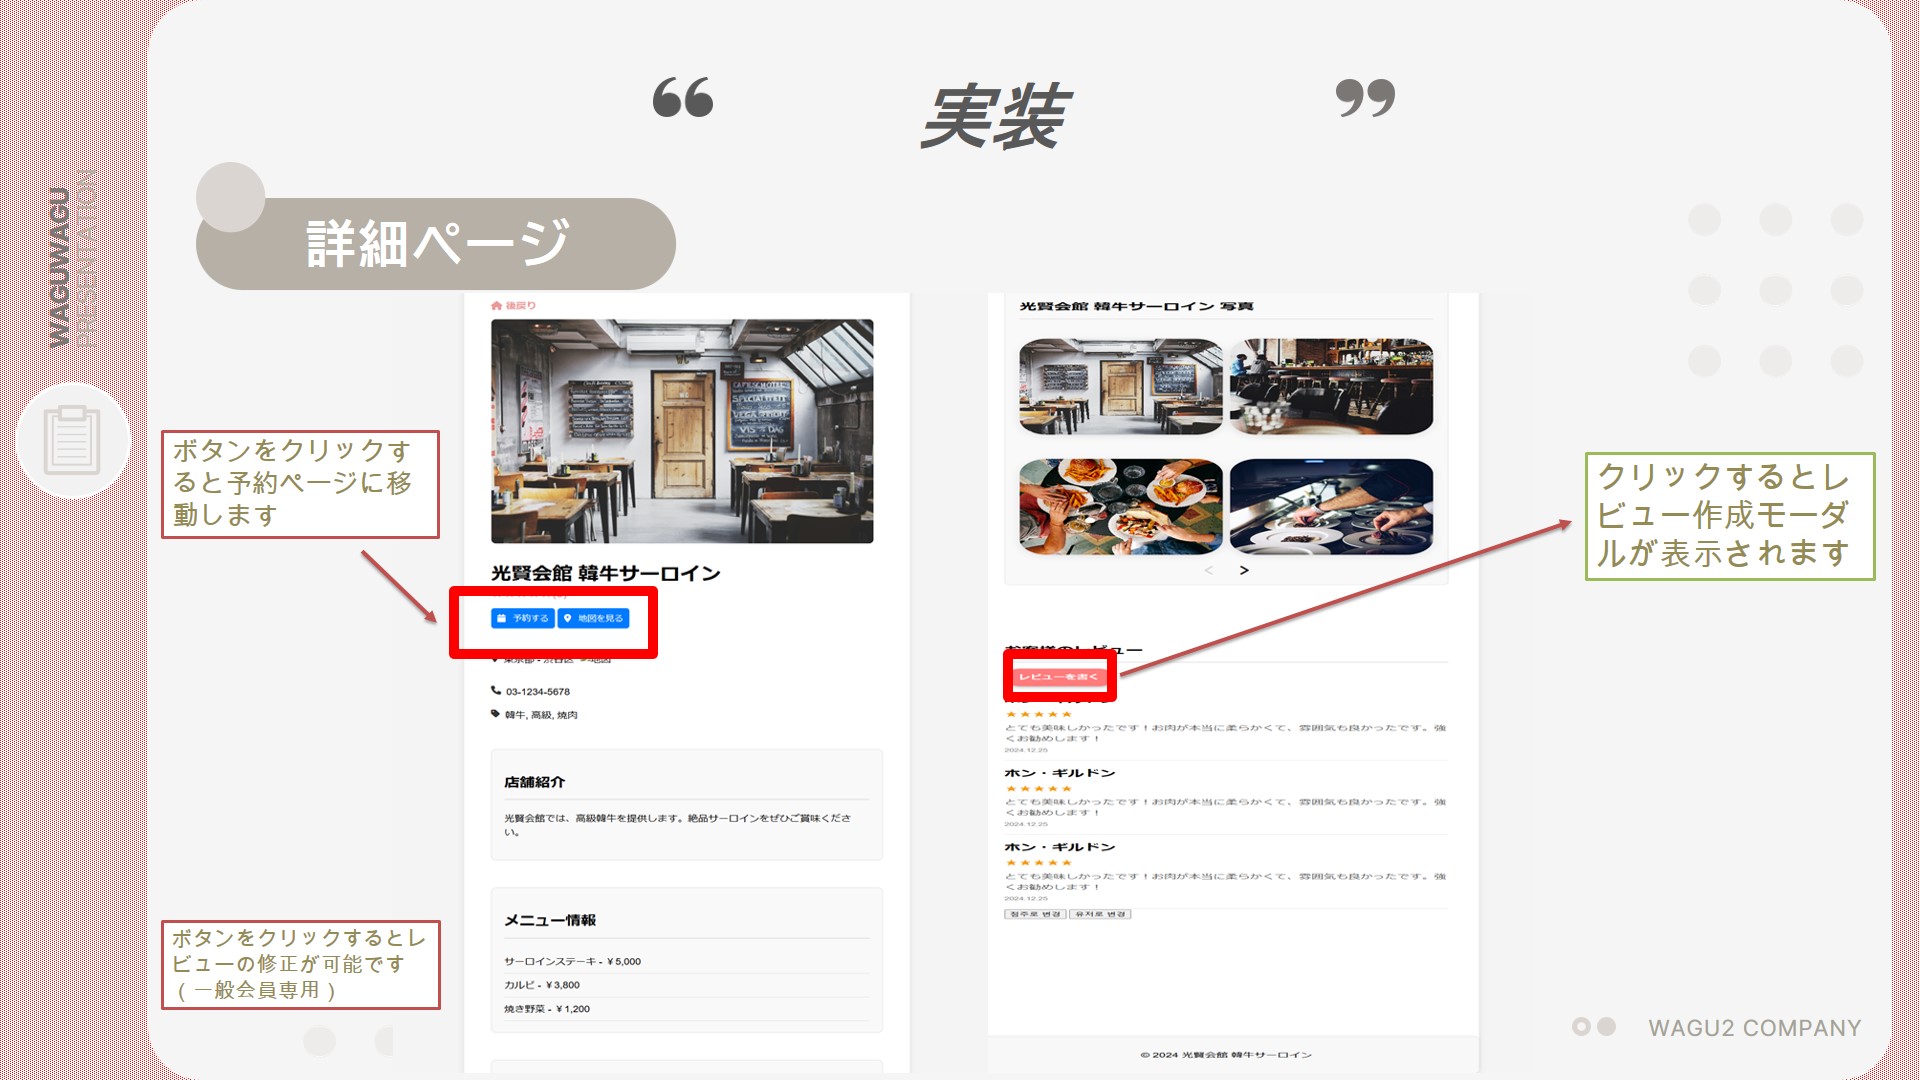 “ 実装 ”
WAGUWAGU
PRESENTATION
詳細ページ
ボタンをクリックす
ると予約ページに移
動します
ボタンをクリックするとレ
ビューの修正が可能です
(一般会員専用)
後戻り
光賢会館 韓牛サーロイン
予約する
地図を見る
東京都 - 渋谷区 地図
03-1234-5678
韓牛, 高級, 焼肉
店舗紹介
光賢会館では、高級韓牛を提供します。絶品サーロインをぜひご賞味くださ
い。
メニュー情報
サーロインステーキ - ¥5,000
カルビ - ¥3,800
焼き野菜 - ¥1,200
光賢会館 韓牛サーロイン 写真
< >
お客様のレビュー
レビューを書く
★★★★★
とても美味しかったです！お肉が本当に柔らかくて、雰囲気も良かったです。強
くお勧めします！
2024.12.25
ホン・ギルドン
★★★★★
とても美味しかったです！お肉が本当に柔らかくて、雰囲気も良かったです。強
くお勧めします！
2024.12.25
ホン・ギルドン
★★★★★
とても美味しかったです！お肉が本当に柔らかくて、雰囲気も良かったです。強
くお勧めします！
2024.12.25
점주로 변경
유저로 변경
© 2024 光賢会館 韓牛サーロイン
クリックするとレ
ビュー作成モーダ
ルが表示されます
WAGU2 COMPANY